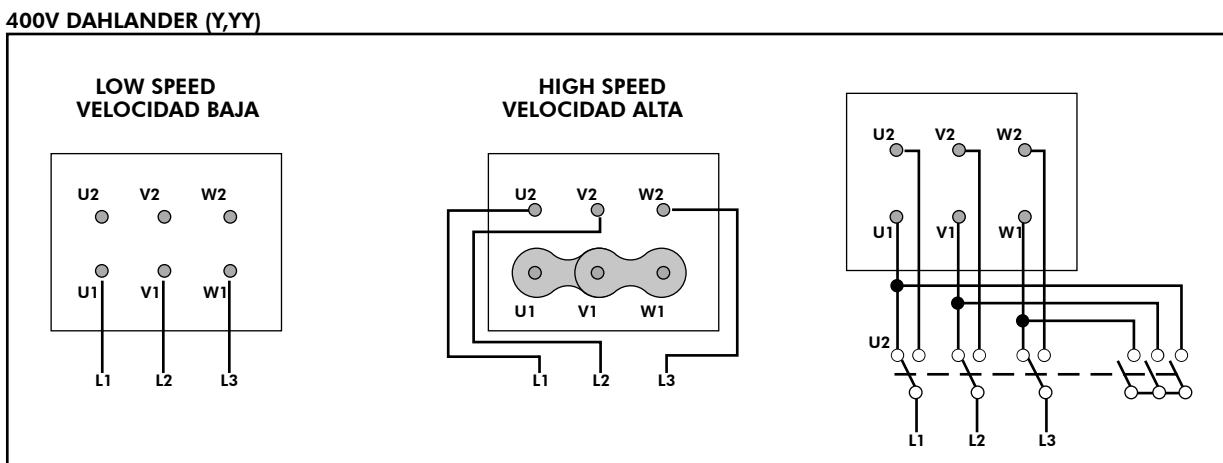 400V DAHLANDER (Y,YY)
LOW SPEED
VELOCIDAD BAJA
U2 V2 W2
U1 V1 W1
L1 L2 L3
HIGH SPEED
VELOCIDAD ALTA
U2 V2 W2
U1 V1 W1
L1 L2 L3
U2 V2 W2
U1 V1 W1
U2
L1 L2 L3